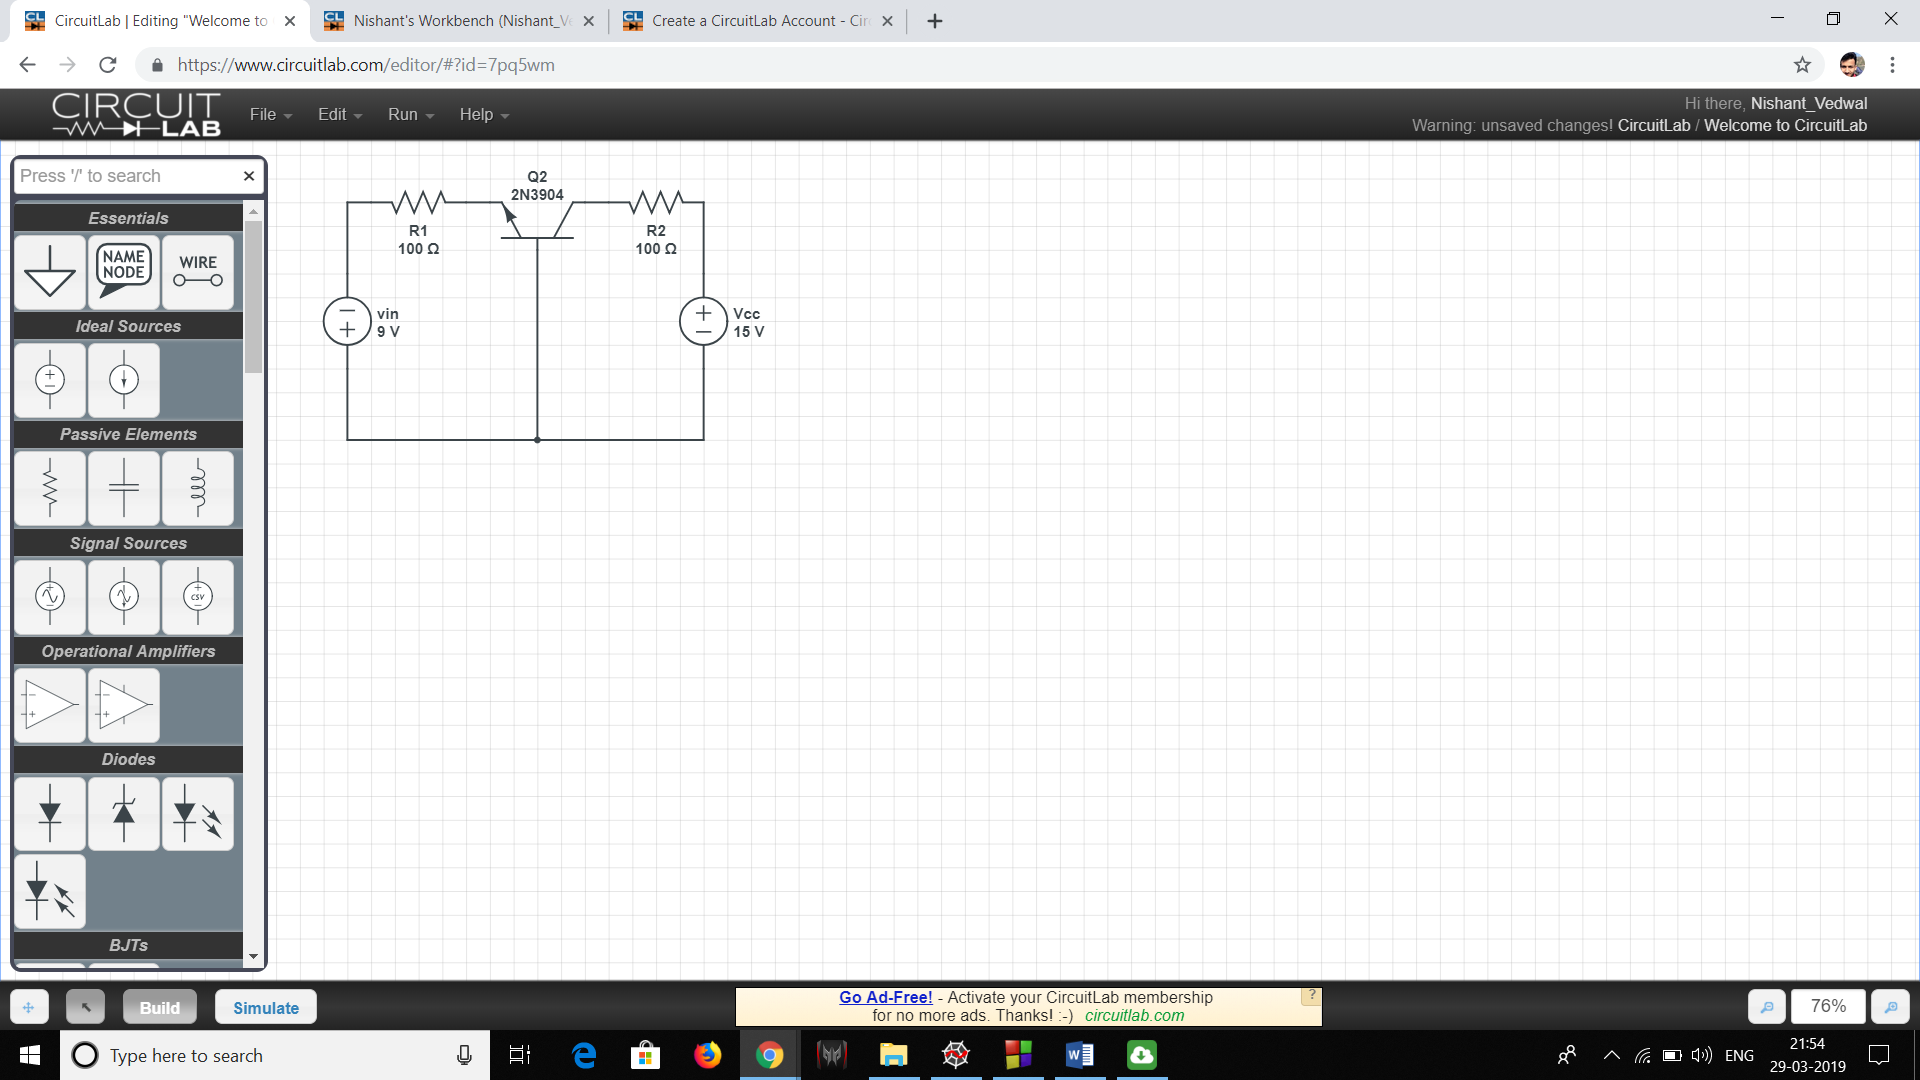 CircuitLab | Editing "Welcome to
Nishant's Workbench (Nishant_V
Create a CircuitLab Account - Cir
https://www.circuitlab.com/editor/#?id=7pq5wm
CIRCUIT
LAB
File
Edit
Run
Help
Hi there, Nishant_Vedwal
Warning: unsaved changes! CircuitLab / Welcome to CircuitLab
Press '/' to search
Essentials
NAME
NODE
WIRE
Ideal Sources
Passive Elements
Signal Sources
csv
Operational Amplifiers
Diodes
BJTs
Q2
2N3904
R1
100 Ω
R2
100 Ω
vin
9 V
Vcc
15 V
Build
Simulate
Go Ad-Free! - Activate your CircuitLab membership
for no more ads. Thanks! :-) circuitlab.com
?
76%
Type here to search
ENG
21:54
29-03-2019